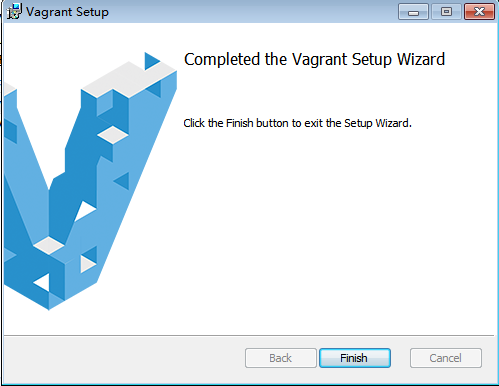 Vagrant Setup
Completed the Vagrant Setup Wizard
Click the Finish button to exit the Setup Wizard.
Back
Finish
Cancel